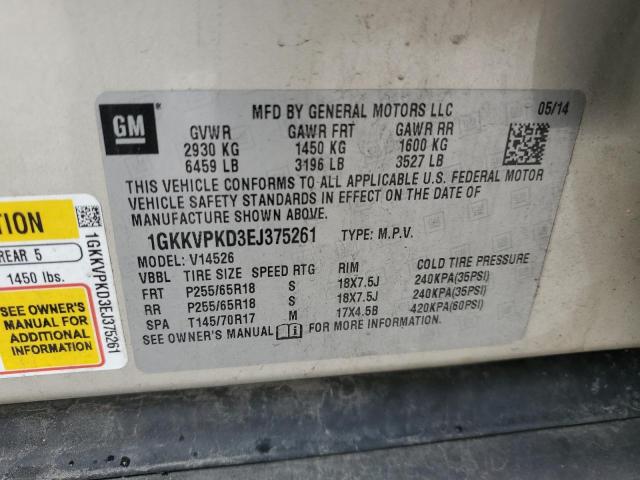 GM
MFD BY GENERAL MOTORS LLC 05/14
GVWR GAWR FRT GAWR RR
2930 KG 1450 KG 1600 KG
6459 LB 3196 LB 3527 LB
THIS VEHICLE CONFORMS TO ALL APPLICABLE U.S. FEDERAL MOTOR
VEHICLE SAFETY STANDARDS IN EFFECT ON THE DATE OF
MANUFACTURE SHOWN ABOVE.
1GKKVPKD3EJ375261 TYPE: M.P.V.
MODEL: V14526
VBBL TIRE SIZE SPEED RTG RIM COLD TIRE PRESSURE
FRT P255/65R18 S 18X7.5J 240KPA(35PSI)
RR P255/65R18 S 18X7.5J 240KPA(35PSI)
SPA T145/70R17 M 17X4.5B 420KPA(60PSI)
SEE OWNER'S MANUAL FOR MORE INFORMATION.
TION
REAR 5
1450 lbs.
SEE OWNER'S
MANUAL FOR
ADDITIONAL
INFORMATION
1GKKVPKD3EJ375261